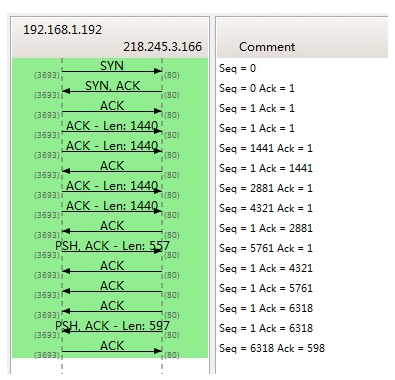 192.168.1.192
218.245.3.166 Comment
SYN
(3693) (80) Seq = 0
SYN, ACK
(3693) (80) Seq = 0 Ack = 1
ACK
(3693) (80) Seq = 1 Ack = 1
ACK - Len: 1440
(3693) (80) Seq = 1 Ack = 1
ACK - Len: 1440
(3693) (80) Seq = 1441 Ack = 1
ACK
(3693) (80) Seq = 1 Ack = 1441
ACK - Len: 1440
(3693) (80) Seq = 2881 Ack = 1
ACK - Len: 1440
(3693) (80) Seq = 4321 Ack = 1
ACK
(3693) (80) Seq = 1 Ack = 2881
PSH, ACK - Len: 557
(3693) (80) Seq = 5761 Ack = 1
ACK
(3693) (80) Seq = 1 Ack = 4321
ACK
(3693) (80) Seq = 1 Ack = 5761
ACK
(3693) (80) Seq = 1 Ack = 6318
PSH, ACK - Len: 597
(3693) (80) Seq = 1 Ack = 6318
ACK
(3693) (80) Seq = 6318 Ack = 598